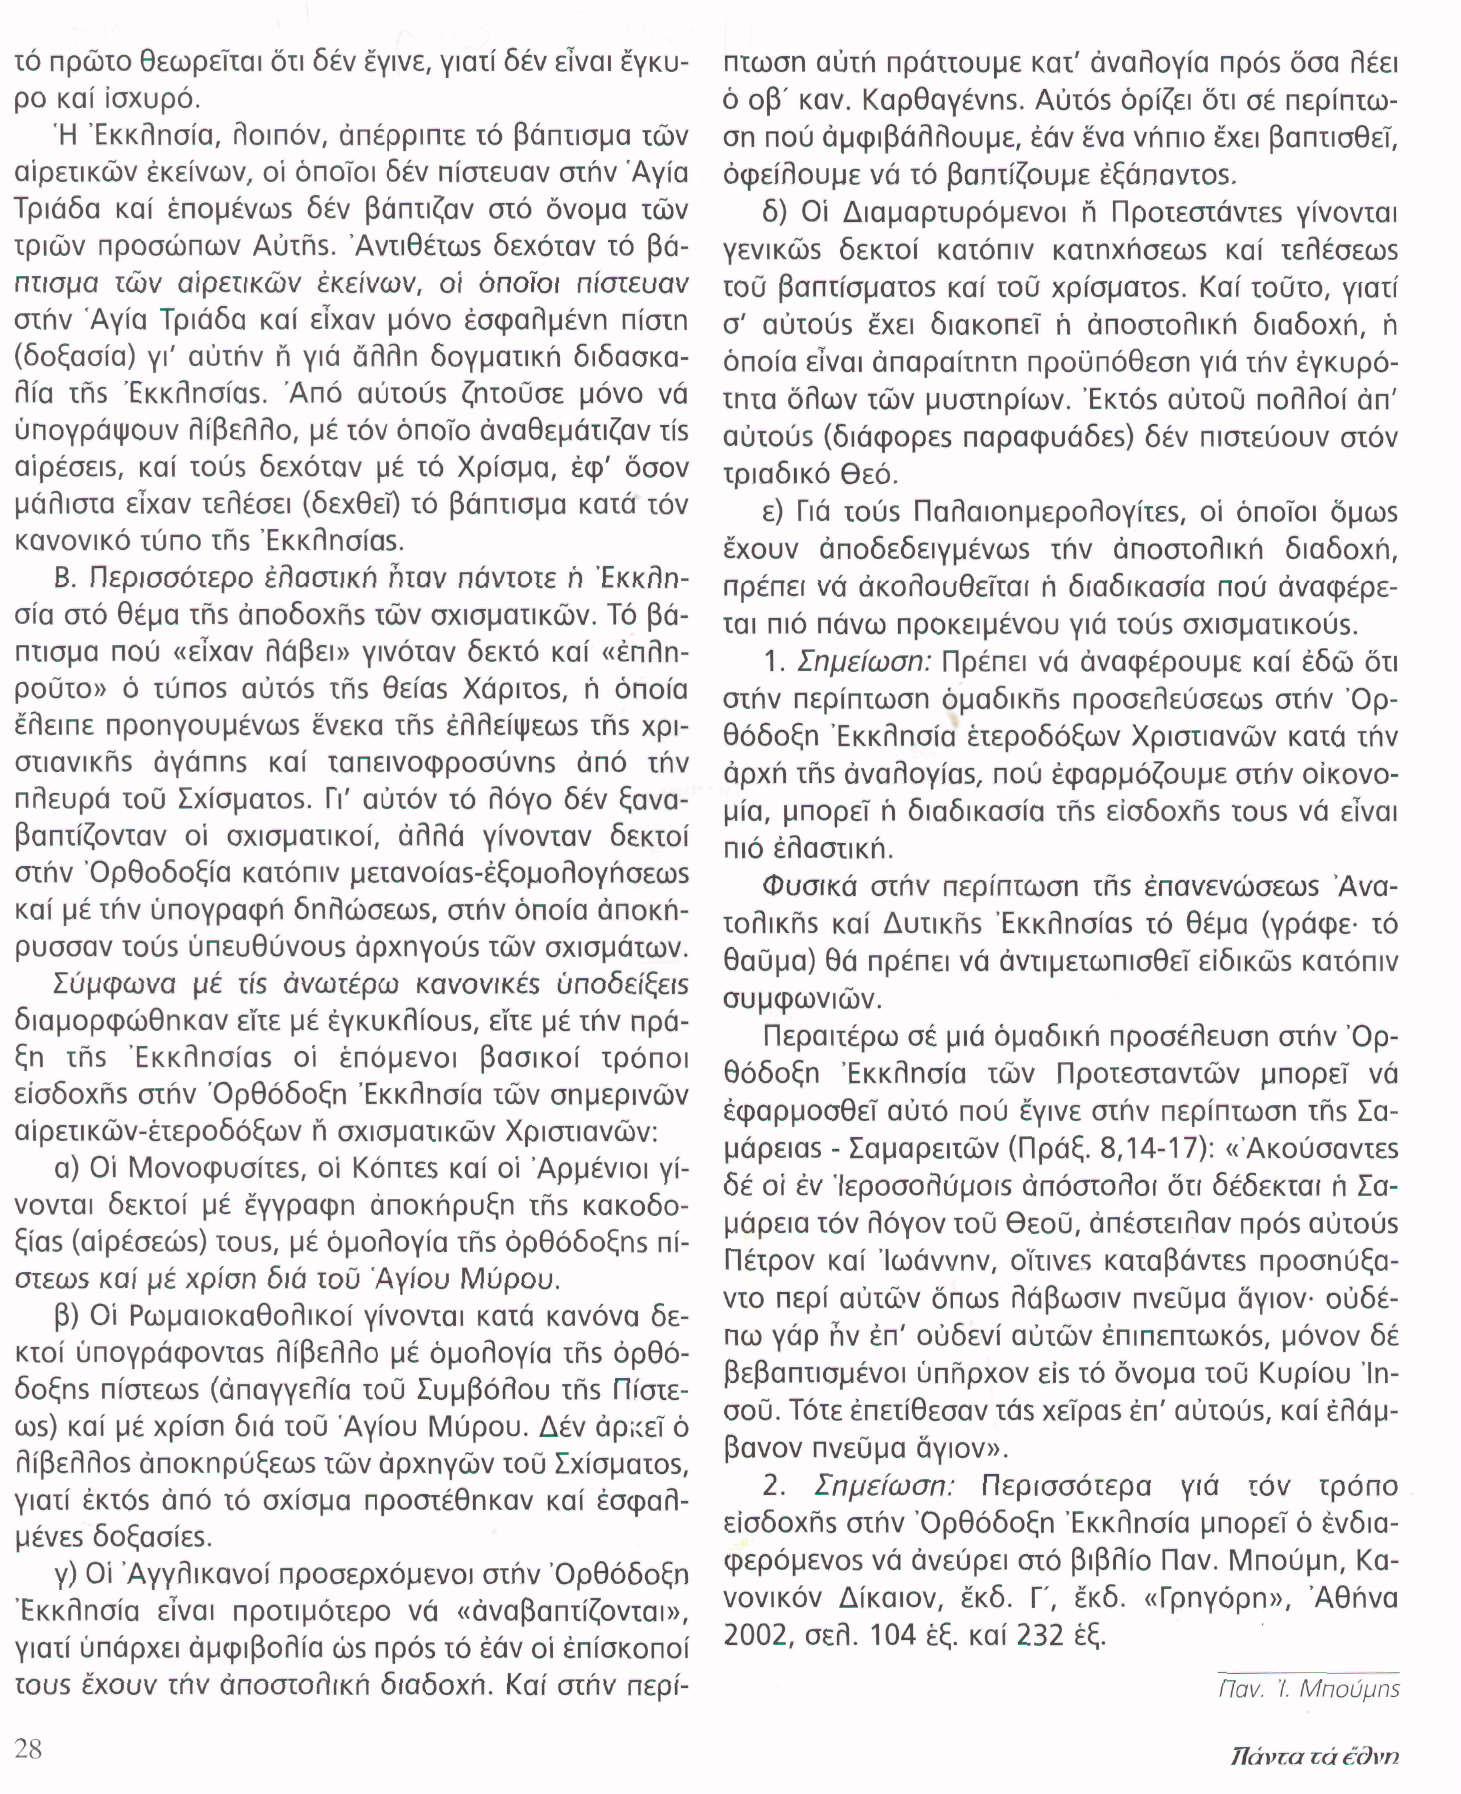 τό πρῶτο θεωρεῖται ὅτι δέν ἔγινε, γιατί δέν εἶναι ἔγκυ-
ρο καί ἰσχυρό.
Ἡ Ἐκκλησία, λοιπόν, ἀπέρριπτε τό βάπτισμα τῶν
αἱρετικῶν ἐκείνων, οἱ ὁποῖοι δέν πίστευαν στήν Ἁγία
Τριάδα καί ἑπομένως δέν βάπτιζαν στό ὄνομα τῶν
τριῶν προσώπων Αὐτῆς. Ἀντιθέτως δεχόταν τό βά-
πτισμα τῶν αἱρετικῶν ἐκείνων, οἱ ὁποῖοι πίστευαν
στήν Ἁγία Τριάδα καί εἶχαν μόνο ἐσφαλμένη πίστη
(δοξασία) γι' αὐτήν ἤ γιά ἄλλη δογματική διδασκα-
λία τῆς Ἐκκλησίας. Ἀπό αὐτούς ζητοῦσε μόνο νά
ὑπογράψουν λίβελλο, μέ τόν ὁποῖο ἀναθεμάτιζαν τίς
αἱρέσεις, καί τούς δεχόταν μέ τό Χρίσμα, ἐφ' ὅσον
μάλιστα εἶχαν τελέσει (δεχθεῖ) τό βάπτισμα κατά τόν
κανονικό τύπο τῆς Ἐκκλησίας.
Β. Περισσότερο ἐλαστική ἦταν πάντοτε ἡ Ἐκκλη-
σία στό θέμα τῆς ἀποδοχῆς τῶν σχισματικῶν. Τό βά-
πτισμα πού «εἶχαν λάβει» γινόταν δεκτό καί «ἐπλη-
ροῦτο» ὁ τύπος αὐτός τῆς θείας Χάριτος, ἡ ὁποία
ἔλειπε προηγουμένως ἕνεκα τῆς ἐλλείψεως τῆς χρι-
στιανικῆς ἀγάπης καί ταπεινοφροσύνης ἀπό τήν
πλευρά τοῦ Σχίσματος. Γι' αὐτόν τό λόγο δέν ξανα-
βαπτίζονταν οἱ σχισματικοί, ἀλλά γίνονταν δεκτοί
στήν Ὀρθοδοξία κατόπιν μετανοίας-ἐξομολογήσεως
καί μέ τήν ὑπογραφή δηλώσεως, στήν ὁποία ἀποκή-
ρυσσαν τούς ὑπευθύνους ἀρχηγούς τῶν σχισμάτων.
Σύμφωνα μέ τίς ἀνωτέρω κανονικές ὑποδείξεις
διαμορφώθηκαν εἴτε μέ ἐγκυκλίους, εἴτε μέ τήν πρά-
ξη τῆς Ἐκκλησίας οἱ ἑπόμενοι βασικοί τρόποι
εἰσδοχῆς στήν Ὀρθόδοξη Ἐκκλησία τῶν σημερινῶν
αἱρετικῶν-ἑτεροδόξων ἤ σχισματικῶν Χριστιανῶν:
α) Οἱ Μονοφυσίτες, οἱ Κόπτες καί οἱ Ἀρμένιοι γί-
νονται δεκτοί μέ ἔγγραφη ἀποκήρυξη τῆς κακοδο-
ξίας (αἱρέσεώς) τους, μέ ὁμολογία τῆς ὀρθόδοξης πί-
στεως καί μέ χρίση διά τοῦ Ἁγίου Μύρου.
β) Οἱ Ρωμαιοκαθολικοί γίνονται κατά κανόνα δε-
κτοί ὑπογράφοντας λίβελλο μέ ὁμολογία τῆς ὀρθό-
δοξης πίστεως (ἀπαγγελία τοῦ Συμβόλου τῆς Πίστε-
ως) καί μέ χρίση διά τοῦ Ἁγίου Μύρου. Δέν ἀρκεῖ ὁ
λίβελλος ἀποκηρύξεως τῶν ἀρχηγῶν τοῦ Σχίσματος,
γιατί ἐκτός ἀπό τό σχίσμα προστέθηκαν καί ἐσφαλ-
μένες δοξασίες.
γ) Οἱ Ἀγγλικανοί προσερχόμενοι στήν Ὀρθόδοξη
Ἐκκλησία εἶναι προτιμότερο νά «ἀναβαπτίζονται»,
γιατί ὑπάρχει ἀμφιβολία ὡς πρός τό ἐάν οἱ ἐπίσκοποί
τους ἔχουν τήν ἀποστολική διαδοχή. Καί στήν περί-
πτωση αὐτή πράττουμε κατ' ἀναλογία πρός ὅσα λέει
ὁ οβ΄ καν. Καρθαγένης. Αὐτός ὁρίζει ὅτι σέ περίπτω-
ση πού ἀμφιβάλλουμε, ἐάν ἕνα νήπιο ἔχει βαπτισθεῖ,
ὀφείλουμε νά τό βαπτίζουμε ἐξάπαντος.
δ) Οἱ Διαμαρτυρόμενοι ἤ Προτεστάντες γίνονται
γενικῶς δεκτοί κατόπιν κατηχήσεως καί τελέσεως
τοῦ βαπτίσματος καί τοῦ χρίσματος. Καί τοῦτο, γιατί
σ' αὐτούς ἔχει διακοπεῖ ἡ ἀποστολική διαδοχή, ἡ
ὁποία εἶναι ἀπαραίτητη προϋπόθεση γιά τήν ἐγκυρό-
τητα ὅλων τῶν μυστηρίων. Ἐκτός αὐτοῦ πολλοί ἀπ'
αὐτούς (διάφορες παραφυάδες) δέν πιστεύουν στόν
τριαδικό Θεό.
ε) Γιά τούς Παλαιοημερολογίτες, οἱ ὁποῖοι ὅμως
ἔχουν ἀποδεδειγμένως τήν ἀποστολική διαδοχή,
πρέπει νά ἀκολουθεῖται ἡ διαδικασία πού ἀναφέρε-
ται πιό πάνω προκειμένου γιά τούς σχισματικούς.
1. Σημείωση: Πρέπει νά ἀναφέρουμε καί ἐδῶ ὅτι
στήν περίπτωση ὁμαδικῆς προσελεύσεως στήν Ὀρ-
θόδοξη Ἐκκλησία ἑτεροδόξων Χριστιανῶν κατά τήν
ἀρχή τῆς ἀναλογίας, πού ἐφαρμόζουμε στήν οἰκονο-
μία, μπορεῖ ἡ διαδικασία τῆς εἰσδοχῆς τους νά εἶναι
πιό ἐλαστική.
Φυσικά στήν περίπτωση τῆς ἐπανενώσεως Ἀνα-
τολικῆς καί Δυτικῆς Ἐκκλησίας τό θέμα (γράφε· τό
θαῦμα) θά πρέπει νά ἀντιμετωπισθεῖ εἰδικῶς κατόπιν
συμφωνιῶν.
Περαιτέρω σέ μιά ὁμαδική προσέλευση στήν Ὀρ-
θόδοξη Ἐκκλησία τῶν Προτεσταντῶν μπορεῖ νά
ἐφαρμοσθεῖ αὐτό πού ἔγινε στήν περίπτωση τῆς Σα-
μάρειας - Σαμαρειτῶν (Πράξ. 8,14-17): «Ἀκούσαντες
δέ οἱ ἐν Ἱεροσολύμοις ἀπόστολοι ὅτι δέδεκται ἡ Σα-
μάρεια τόν λόγον τοῦ Θεοῦ, ἀπέστειλαν πρός αὐτούς
Πέτρον καί Ἰωάννην, οἵτινες καταβάντες προσηύξα-
ντο περί αὐτῶν ὅπως λάβωσιν πνεῦμα ἅγιον· οὐδέ-
πω γάρ ἦν ἐπ' οὐδενί αὐτῶν ἐπιπεπτωκός, μόνον δέ
βεβαπτισμένοι ὑπῆρχον εἰς τό ὄνομα τοῦ Κυρίου Ἰη-
σοῦ. Τότε ἐπετίθεσαν τάς χεῖρας ἐπ' αὐτούς, καί ἐλάμ-
βανον πνεῦμα ἅγιον».
2. Σημείωση: Περισσότερα γιά τόν τρόπο
εἰσδοχῆς στήν Ὀρθόδοξη Ἐκκλησία μπορεῖ ὁ ἐνδια-
φερόμενος νά ἀνεύρει στό βιβλίο Παν. Μπούμη, Κα-
νονικόν Δίκαιον, ἔκδ. Γ΄, ἔκδ. «Γρηγόρη», Ἀθήνα
2002, σελ. 104 ἑξ. καί 232 ἑξ.
Παν. Ἰ. Μπούμης
28
Πάντα τά ἔθνη